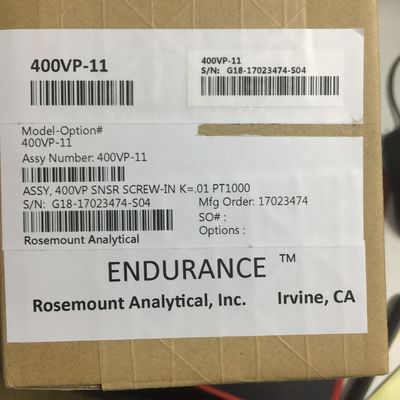 400VP-11
400VP-11
S/N: G18-17023474-S04
Model-Option#
400VP-11
Assy Number: 400VP-11
ASSY, 400VP SNSR SCREW-IN K=.01 PT1000
S/N: G18-17023474-S04 Mfg Order: 17023474
SO# :
Options :
Rosemount Analytical
ENDURANCE ™
Rosemount Analytical, Inc. Irvine, CA